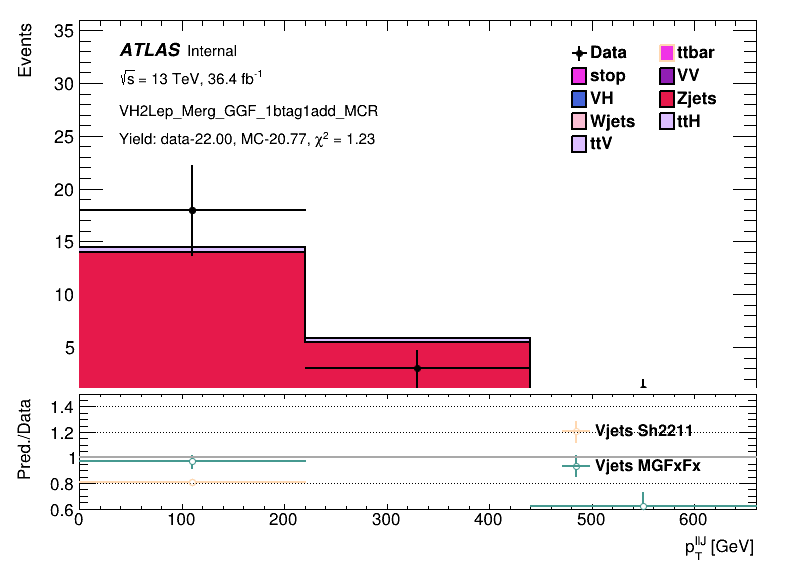 Events
35
30
25
20
15
10
5
ATLAS Internal
√s = 13 TeV, 36.4 fb⁻¹
VH2Lep_Merg_GGF_1btag1add_MCR
Yield: data-22.00, MC-20.77, χ² = 1.23
Data
ttbar
stop
VV
VH
Zjets
Wjets
ttH
ttV
Pred./Data
1.4
1.2
1
0.8
0.6
Vjets Sh2211
Vjets MGFxFx
0 100 200 300 400 500 600
p_T^llJ [GeV]